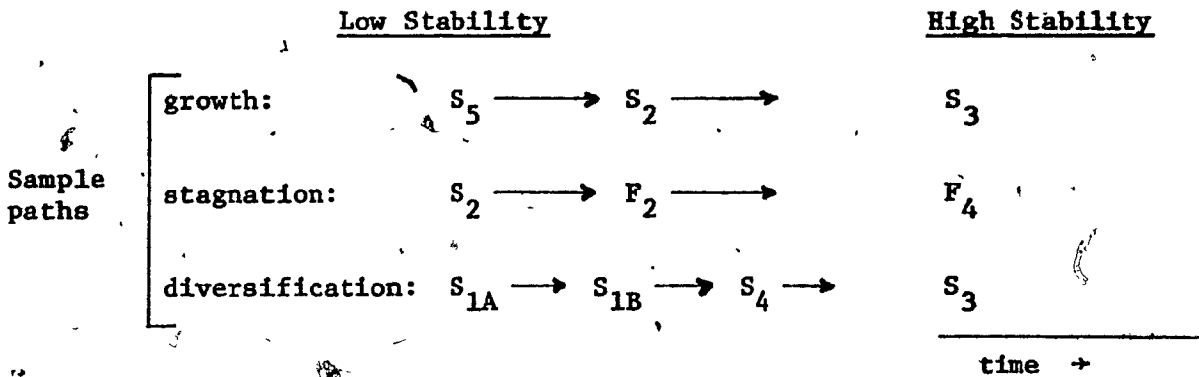 Low Stability High Stability
growth: S5 → S2 → S3
Sample
paths
stagnation: S2 → F2 → F4
diversification: S1A → S1B → S4 → S3
time →